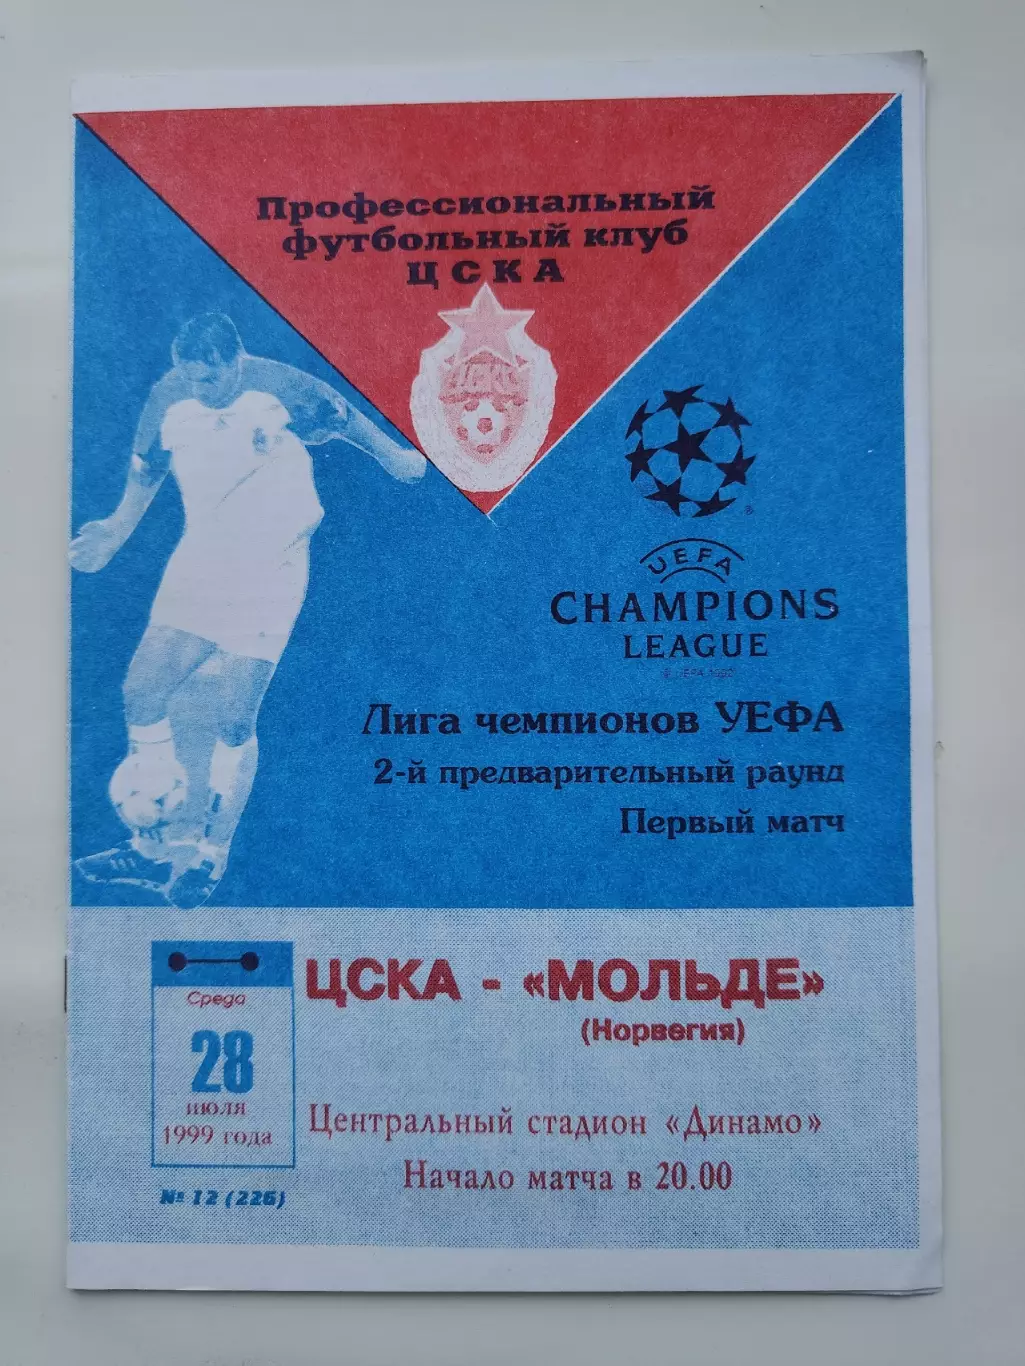 Профессиональный
футбольный клуб
ЦСКА
ЦСКА
UEFA
CHAMPIONS
LEAGUE
Лига чемпионов УЕФА
2-й предварительный раунд
Первый матч
ЦСКА - «МОЛЬДЕ»
(Норвегия)
Среда
28
июля
1999 года
№ 12 (226)
Центральный стадион «Динамо»
Начало матча в 20.00